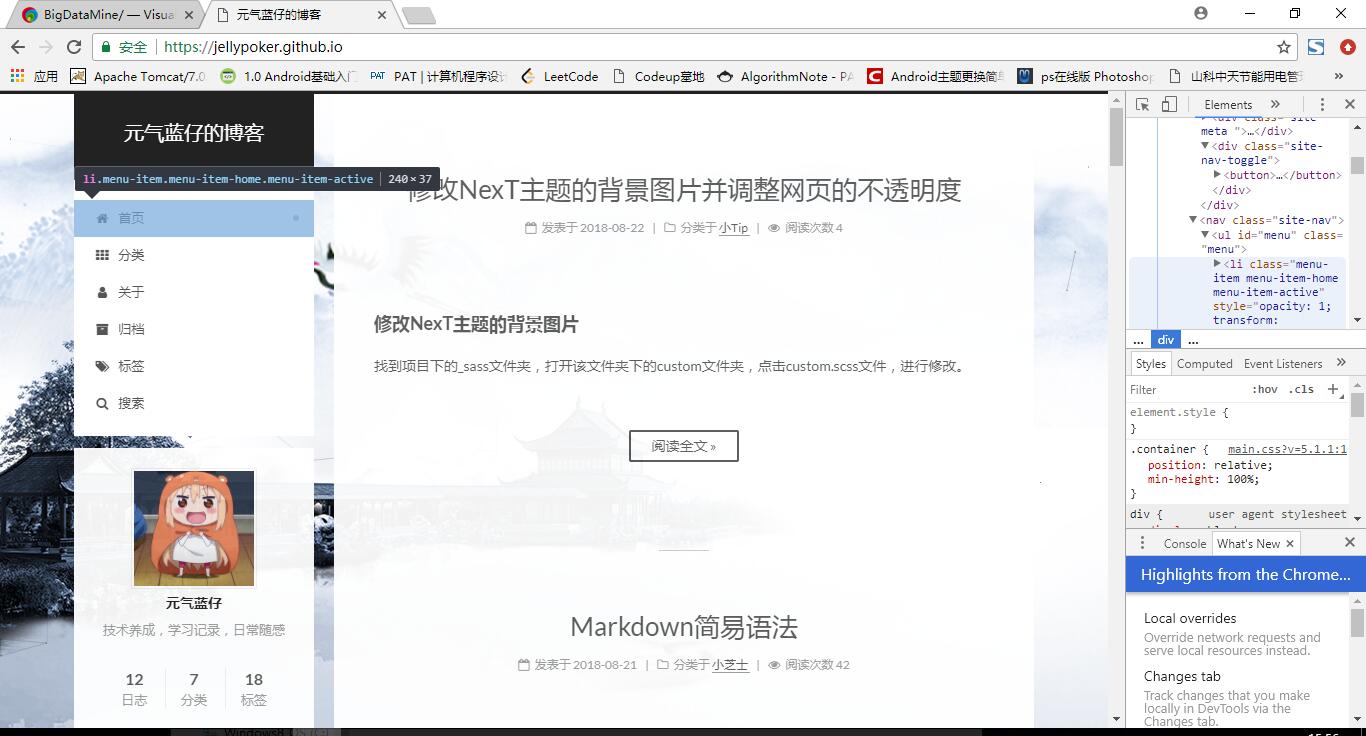 BigDataMine/ — Visua
元气蓝仔的博客
安全 https://jellypoker.github.io
应用 Apache Tomcat/7.0 1.0 Android基础入门 PAT PAT | 计算机程序设 LeetCode Codeup墓地 AlgorithmNote - PA Android主题更换简单 ps在线版 Photoshop 山科中天节能用电管 »
元气蓝仔的博客
li.menu-item.menu-item-home.menu-item-active 240 × 37
首页
分类
关于
归档
标签
搜索
元气蓝仔
技术养成，学习记录，日常随感
12 7 18
日志 分类 标签
修改NexT主题的背景图片并调整网页的不透明度
发表于 2018-08-22 | 分类于 小Tip | 阅读次数 4
修改NexT主题的背景图片
找到项目下的_sass文件夹，打开该文件夹下的custom文件夹，点击custom.scss文件，进行修改。
阅读全文 »
Markdown简易语法
发表于 2018-08-21 | 分类于 小芝士 | 阅读次数 42
Elements »
<div class="site-
meta ">…</div>
<div class="site-
nav-toggle">
<button>…</button>
</div>
</div>
<nav class="site-nav">
<ul id="menu" class=
"menu">
<li class="menu-
item menu-item-home
menu-item-active"
style="opacity: 1;
transform:
... div ...
Styles Computed Event Listeners »
Filter :hov .cls +
element.style {
}
.container { main.css?v=5.1.1:1
position: relative;
min-height: 100%;
}
div { user agent stylesheet
Console What's New
Highlights from the Chrome...
Local overrides
Override network requests and
serve local resources instead.
Changes tab
Track changes that you make
locally in DevTools via the
Changes tab.